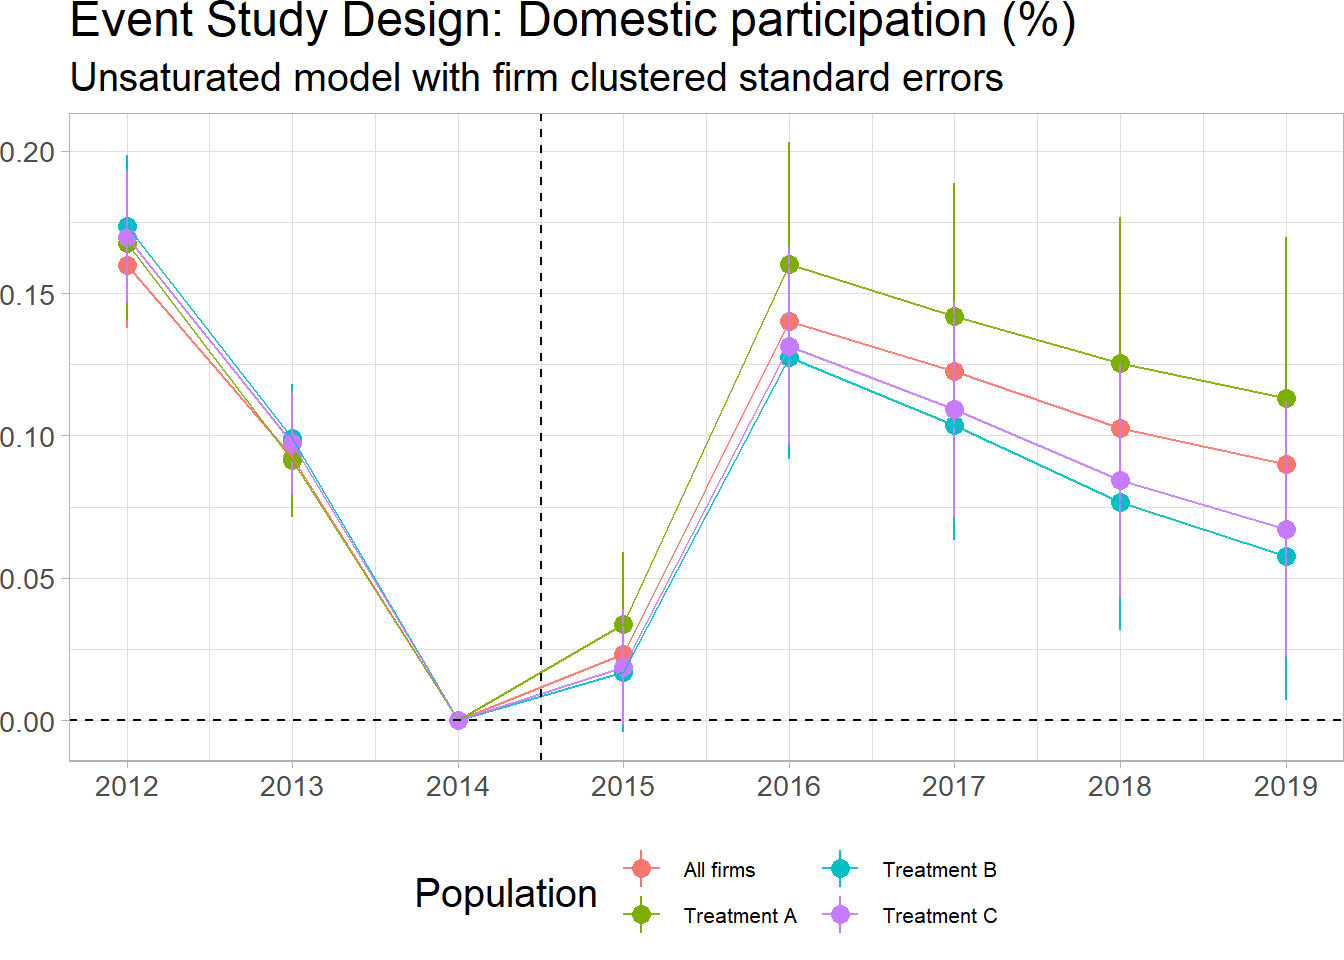 Event Study Design: Domestic participation (%)
Unsaturated model with firm clustered standard errors
0.20
0.15
0.10
0.05
0.00
2012 2013 2014 2015 2016 2017 2018 2019
Population
All firms Treatment B
Treatment A Treatment C